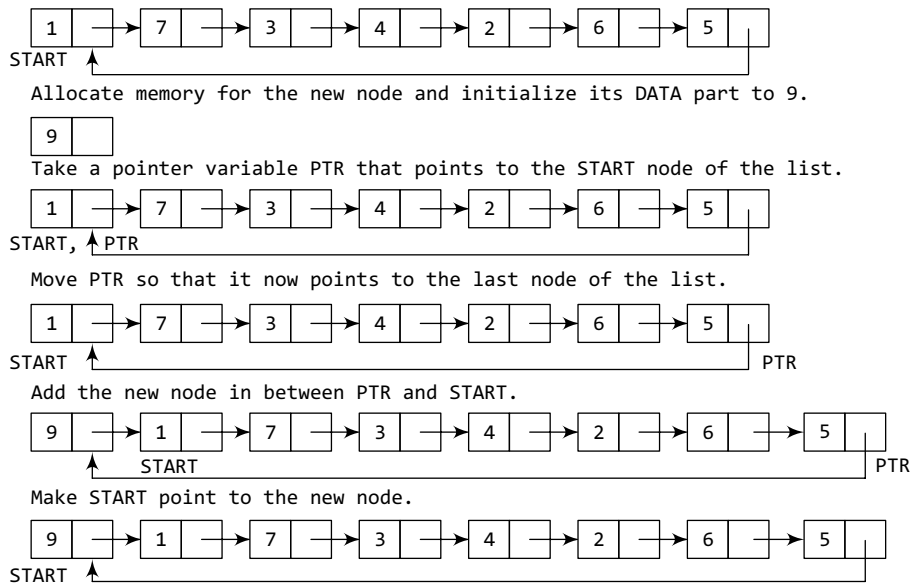 1 7 3 4 2 6 5
START
Allocate memory for the new node and initialize its DATA part to 9.
9
Take a pointer variable PTR that points to the START node of the list.
1 7 3 4 2 6 5
START, PTR
Move PTR so that it now points to the last node of the list.
1 7 3 4 2 6 5
START PTR
Add the new node in between PTR and START.
9 1 7 3 4 2 6 5
START PTR
Make START point to the new node.
9 1 7 3 4 2 6 5
START